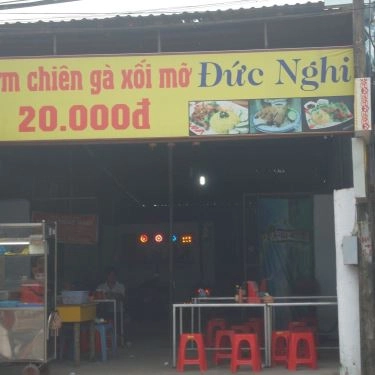 chiên gà xối mỡ Đức Nghi
20.000đ